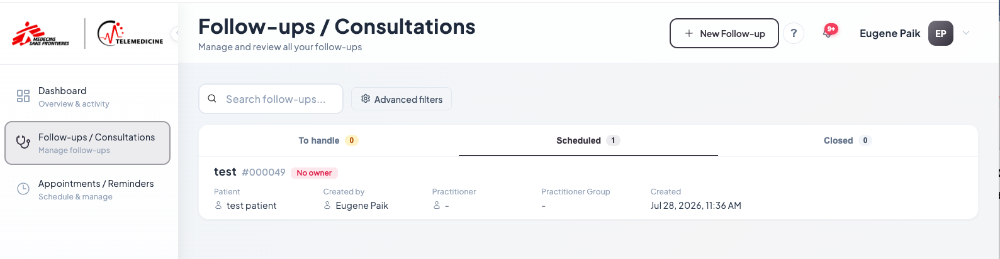 MEDECINS
SANS FRONTIERES
TELEMEDICINE
Follow-ups / Consultations
Manage and review all your follow-ups
New Follow-up
?
9+
Eugene Paik
EP
Dashboard
Overview & activity
Follow-ups / Consultations
Manage follow-ups
Appointments / Reminders
Schedule & manage
Search follow-ups...
Advanced filters
To handle 0
Scheduled 1
Closed 0
test #000049 No owner
Patient Created by Practitioner Practitioner Group Created
test patient Eugene Paik - - Jul 28, 2026, 11:36 AM